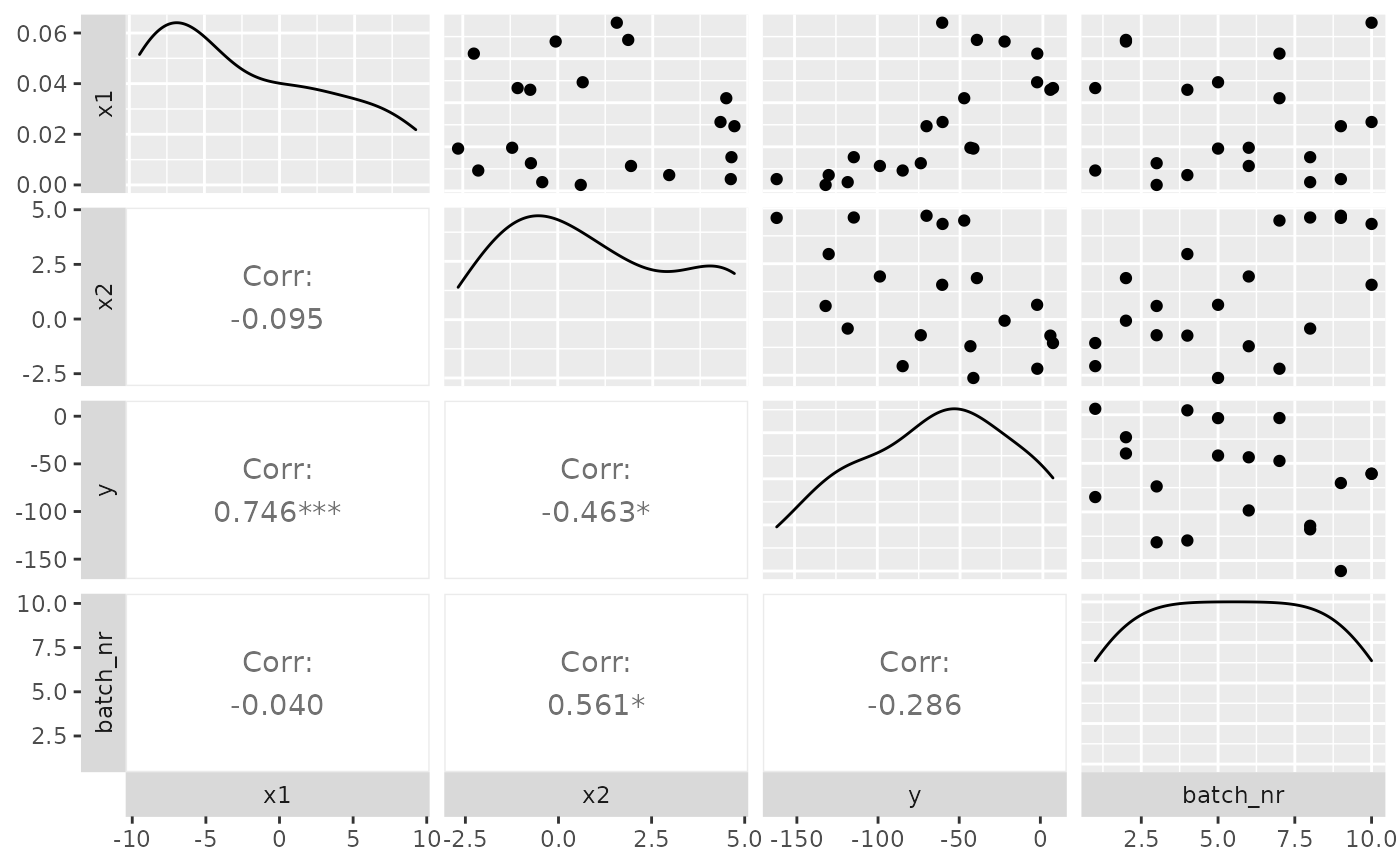 0.06
0.04
0.02
0.00
x1
5.0
2.5
0.0
-2.5
x2
Corr:
-0.095
0
-50
-100
-150
y
Corr:
0.746***
Corr:
-0.463*
10.0
7.5
5.0
2.5
batch_nr
Corr:
-0.040
Corr:
0.561*
Corr:
-0.286
x1
x2
y
batch_nr
-10 -5 0 5 10
-2.5 0.0 2.5 5.0
-150 -100 -50 0
2.5 5.0 7.5 10.0